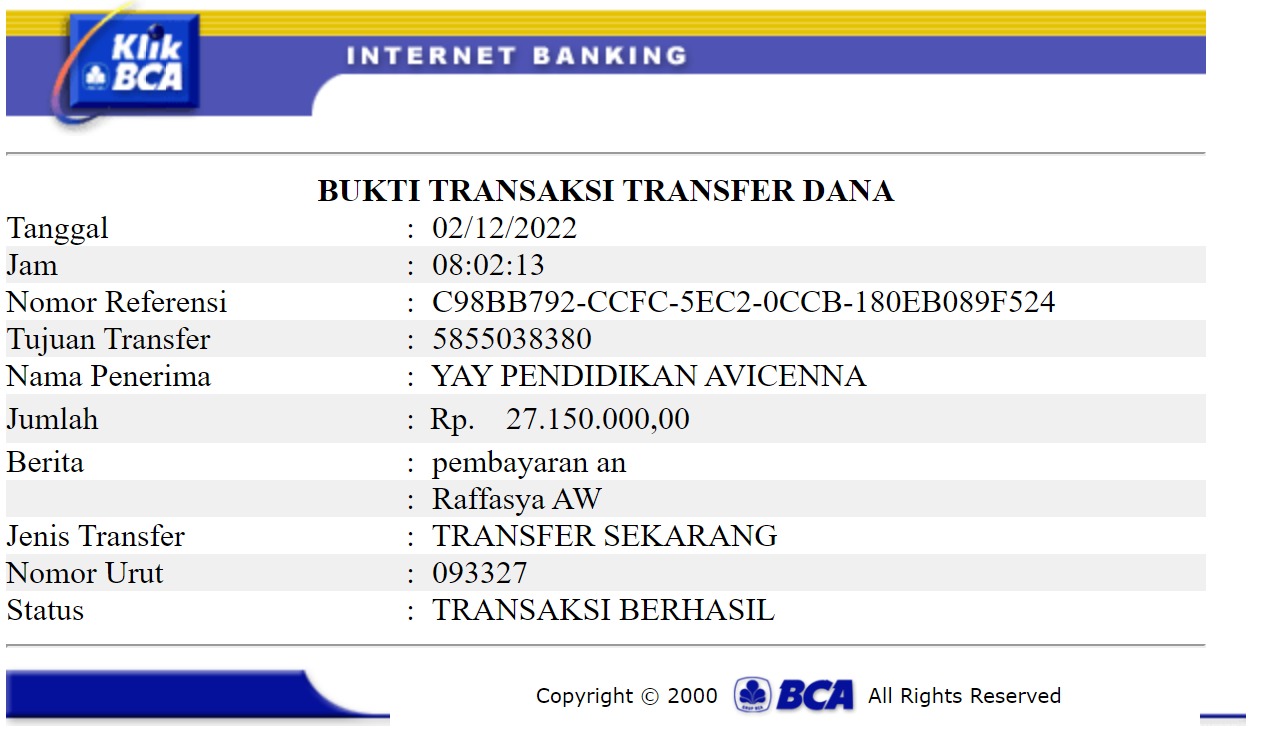 Klik
BCA
INTERNET BANKING
BUKTI TRANSAKSI TRANSFER DANA
Tanggal : 02/12/2022
Jam : 08:02:13
Nomor Referensi : C98BB792-CCFC-5EC2-0CCB-180EB089F524
Tujuan Transfer : 5855038380
Nama Penerima : YAY PENDIDIKAN AVICENNA
Jumlah : Rp. 27.150.000,00
Berita : pembayaran an
: Raffasya AW
Jenis Transfer : TRANSFER SEKARANG
Nomor Urut : 093327
Status : TRANSAKSI BERHASIL
Copyright © 2000 BCA All Rights Reserved